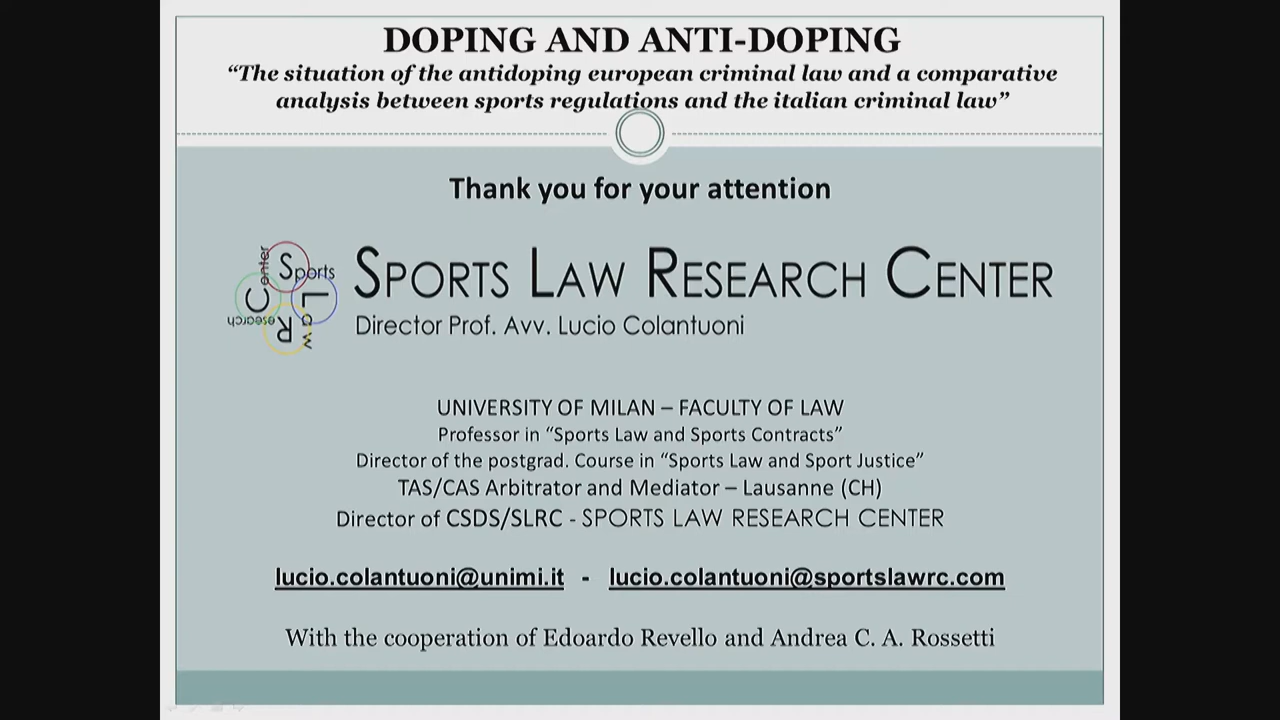 DOPING AND ANTI-DOPING
“The situation of the antidoping european criminal law and a comparative
analysis between sports regulations and the italian criminal law”
Thank you for your attention
Sports
Law
Research
Center
SPORTS LAW RESEARCH CENTER
Director Prof. Avv. Lucio Colantuoni
UNIVERSITY OF MILAN – FACULTY OF LAW
Professor in “Sports Law and Sports Contracts”
Director of the postgrad. Course in “Sports Law and Sport Justice”
TAS/CAS Arbitrator and Mediator – Lausanne (CH)
Director of CSDS/SLRC - SPORTS LAW RESEARCH CENTER
lucio.colantuoni@unimi.it - lucio.colantuoni@sportslawrc.com
With the cooperation of Edoardo Revello and Andrea C. A. Rossetti